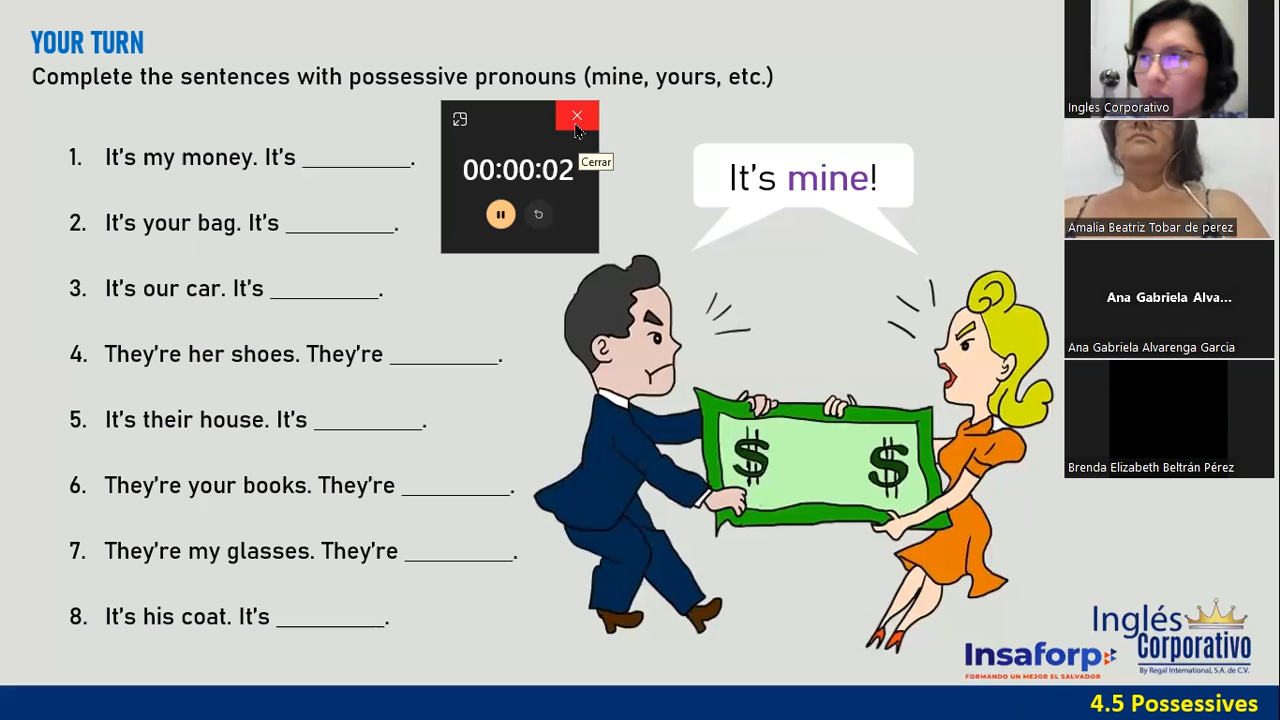 YOUR TURN
Complete the sentences with possessive pronouns (mine, yours, etc.)
1. It's my money. It's _________.
2. It's your bag. It's _________.
3. It's our car. It's _________.
4. They're her shoes. They're _________.
5. It's their house. It's _________.
6. They're your books. They're _________.
7. They're my glasses. They're _________.
8. It's his coat. It's _________.
00:00:02
Cerrar
It's mine!
$ $
Ingles Corporativo
Amalia Beatriz Tobar de perez
Ana Gabriela Alva...
Ana Gabriela Alvarenga Garcia
Brenda Elizabeth Beltrán Pérez
Insaforp
FORMANDO UN MEJOR EL SALVADOR
Inglés
Corporativo
By Regal International, S.A. de C.V.
4.5 Possessives